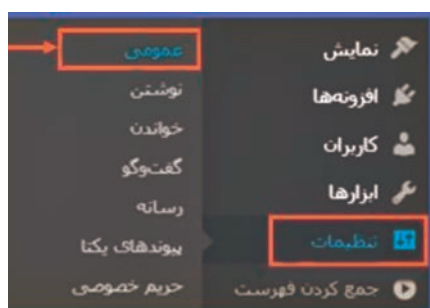 نمایش
افزونه‌ها
کاربران
ابزارها
تنظیمات
جمع کردن فهرست
عمومی
نوشتن
خواندن
گفت‌وگو
رسانه
پیوندهای یکتا
حریم خصوصی